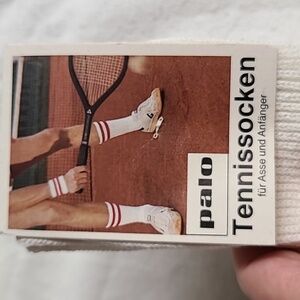 palo
Tennissocken
für Asse und Anfänger